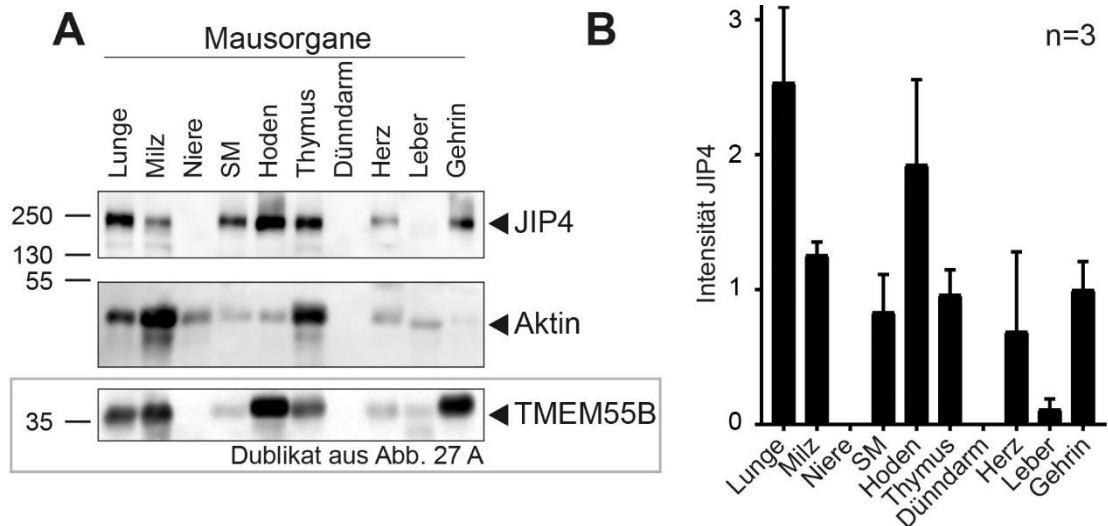 A
Mausorgane
Lunge
Milz
Niere
SM
Hoden
Thymus
Dünndarm
Herz
Leber
Gehrin
250
130
JIP4
55
Aktin
35
TMEM55B
Dublikat aus Abb. 27 A
B
n=3
Intensität JIP4
3
2
1
0
Lunge
Milz
Niere
SM
Hoden
Thymus
Dünndarm
Herz
Leber
Gehrin